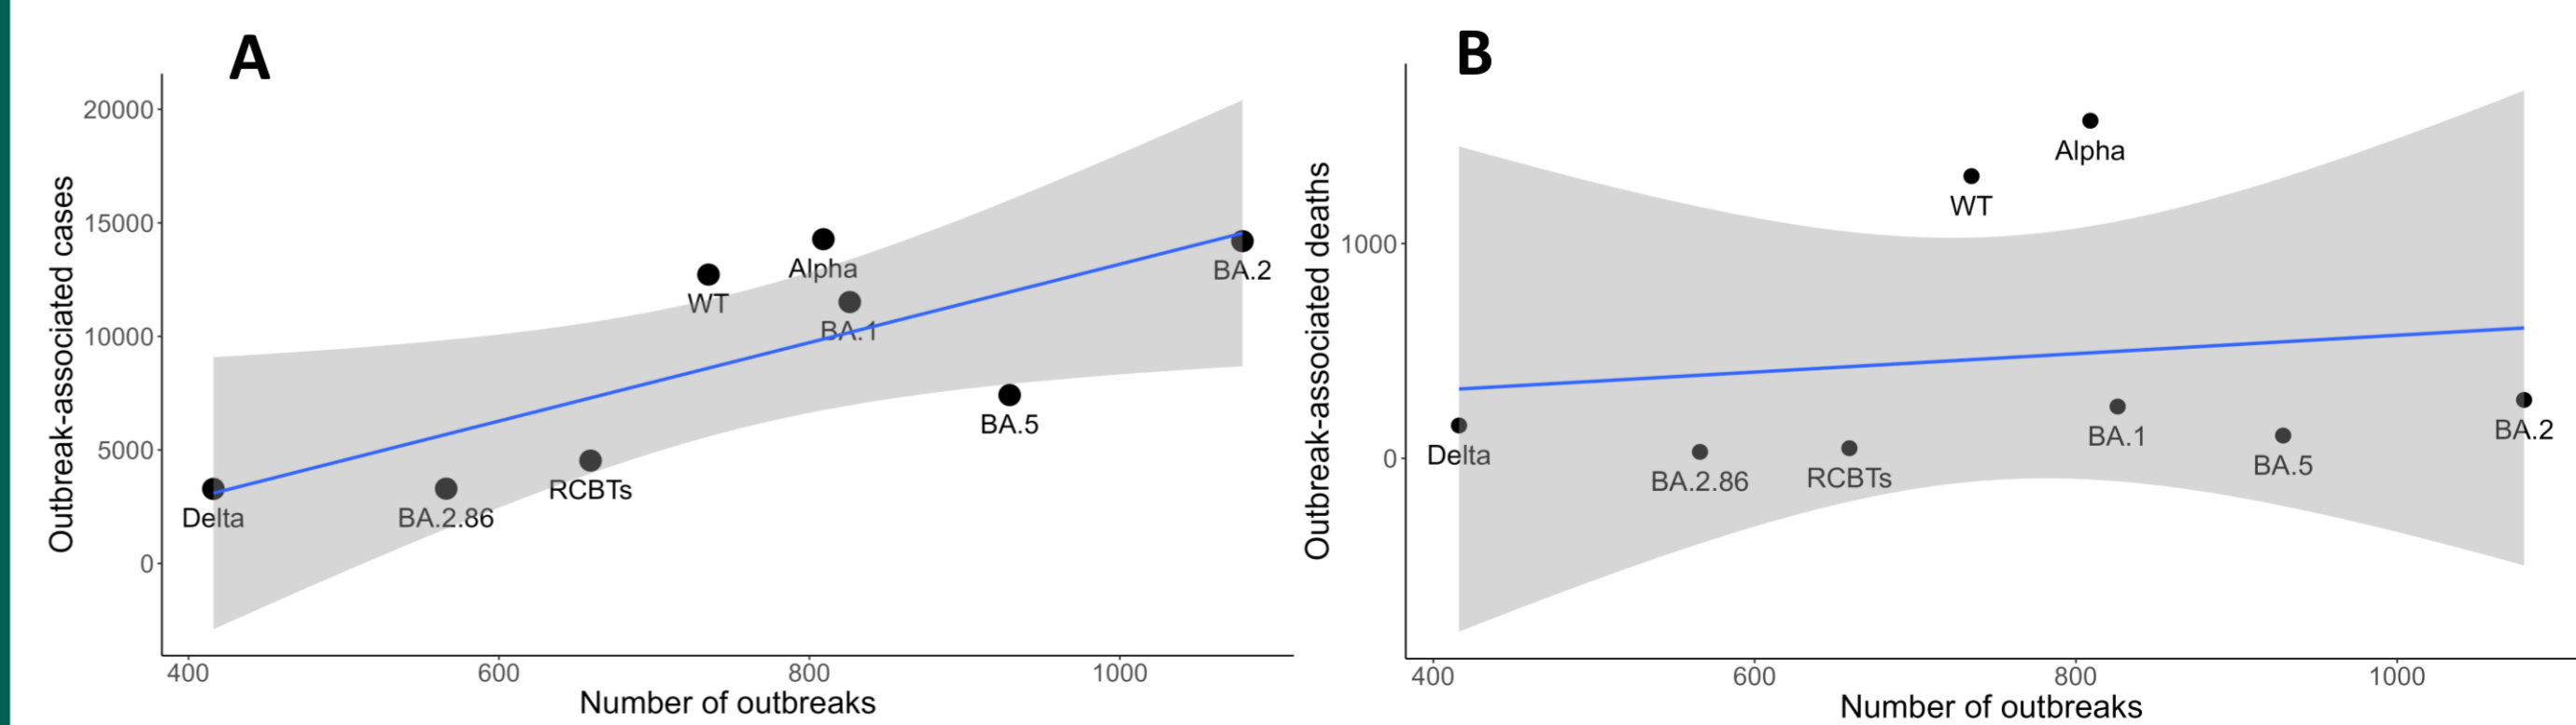 A
Outbreak-associated cases
20000
15000
10000
5000
0
Alpha
WT
BA.1
BA.2
BA.5
RCBTs
Delta
BA.2.86
400 600 800 1000
Number of outbreaks
B
Outbreak-associated deaths
1000
0
Alpha
WT
BA.2
BA.1
Delta
BA.5
RCBTs
BA.2.86
400 600 800 1000
Number of outbreaks